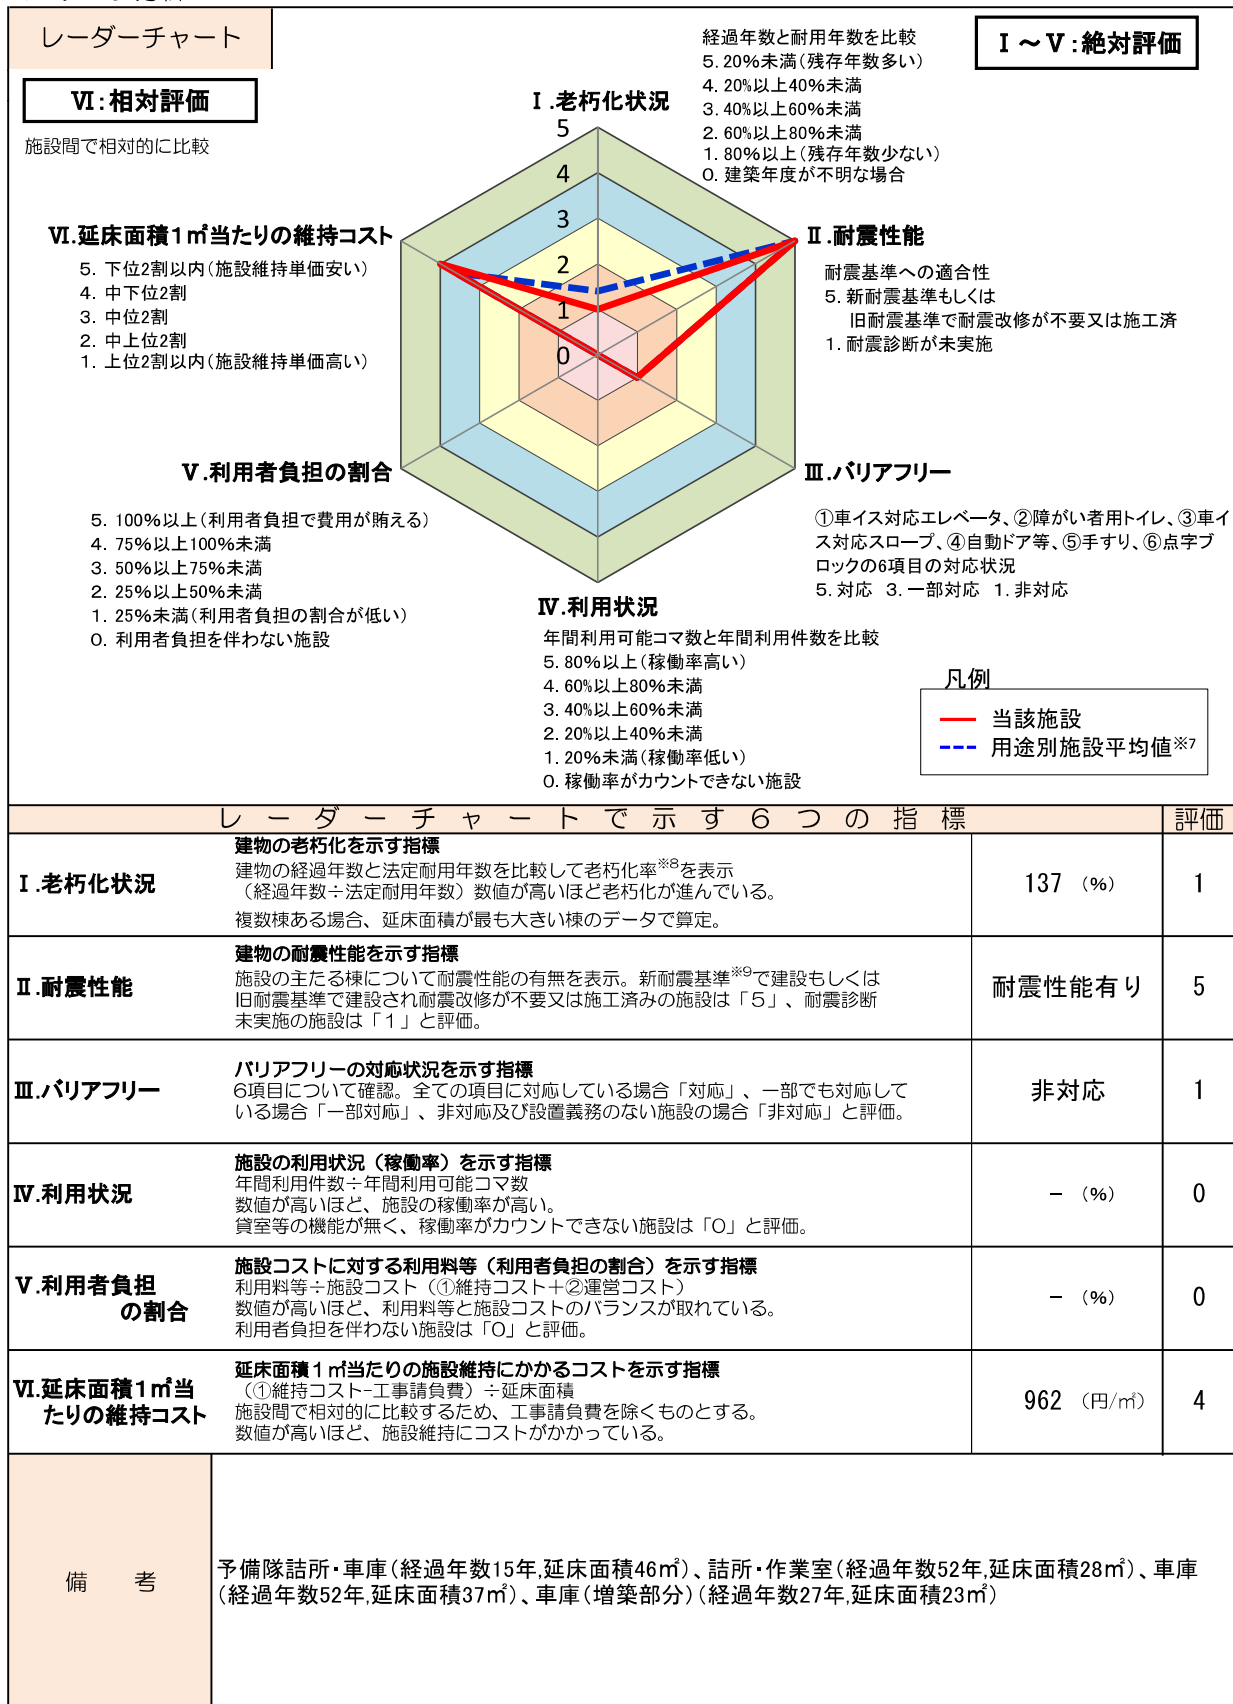 レーダーチャート
Ⅰ～Ⅴ:絶対評価
Ⅵ:相対評価
施設間で相対的に比較
経過年数と耐用年数を比較
5. 20%未満(残存年数多い)
4. 20%以上40%未満
3. 40%以上60%未満
2. 60%以上80%未満
1. 80%以上(残存年数少ない)
0. 建築年度が不明な場合
Ⅰ.老朽化状況
5
4
3
2
1
0
Ⅱ.耐震性能
耐震基準への適合性
5. 新耐震基準もしくは
旧耐震基準で耐震改修が不要又は施工済
1. 耐震診断が未実施
Ⅵ.延床面積1㎡当たりの維持コスト
5. 下位2割以内(施設維持単価安い)
4. 中下位2割
3. 中位2割
2. 中上位2割
1. 上位2割以内(施設維持単価高い)
Ⅲ.バリアフリー
①車イス対応エレベータ、②障がい者用トイレ、③車イ
ス対応スロープ、④自動ドア等、⑤手すり、⑥点字ブ
ロックの6項目の対応状況
5. 対応 3. 一部対応 1. 非対応
Ⅴ.利用者負担の割合
5. 100%以上(利用者負担で費用が賄える)
4. 75%以上100%未満
3. 50%以上75%未満
2. 25%以上50%未満
1. 25%未満(利用者負担の割合が低い)
0. 利用者負担を伴わない施設
Ⅳ.利用状況
年間利用可能コマ数と年間利用件数を比較
5. 80%以上(稼働率高い)
4. 60%以上80%未満
3. 40%以上60%未満
2. 20%以上40%未満
1. 20%未満(稼働率低い)
0. 稼働率がカウントできない施設
凡例
当該施設
用途別施設平均値※7
レーダーチャートで示す6つの指標 評価
Ⅰ.老朽化状況
建物の老朽化を示す指標
建物の経過年数と法定耐用年数を比較して老朽化率※8を表示
（経過年数÷法定耐用年数）数値が高いほど老朽化が進んでいる。
複数棟ある場合、延床面積が最も大きい棟のデータで算定。
137 (%) 1
Ⅱ.耐震性能
建物の耐震性能を示す指標
施設の主たる棟について耐震性能の有無を表示。新耐震基準※9で建設もしくは
旧耐震基準で建設され耐震改修が不要又は施工済みの施設は「5」、耐震診断
未実施の施設は「1」と評価。
耐震性能有り 5
Ⅲ.バリアフリー
バリアフリーの対応状況を示す指標
6項目について確認。全ての項目に対応している場合「対応」、一部でも対応して
いる場合「一部対応」、非対応及び設置義務のない施設の場合「非対応」と評価。
非対応 1
Ⅳ.利用状況
施設の利用状況（稼働率）を示す指標
年間利用件数÷年間利用可能コマ数
数値が高いほど、施設の稼働率が高い。
貸室等の機能が無く、稼働率がカウントできない施設は「0」と評価。
− (%) 0
Ⅴ.利用者負担
の割合
施設コストに対する利用料等（利用者負担の割合）を示す指標
利用料等÷施設コスト（①維持コスト＋②運営コスト）
数値が高いほど、利用料等と施設コストのバランスが取れている。
利用者負担を伴わない施設は「0」と評価。
− (%) 0
Ⅵ.延床面積1㎡当
たりの維持コスト
延床面積1㎡当たりの施設維持にかかるコストを示す指標
（①維持コスト-工事請負費）÷延床面積
施設間で相対的に比較するため、工事請負費を除くものとする。
数値が高いほど、施設維持にコストがかかっている。
962 (円/㎡) 4
備 考
予備隊詰所・車庫(経過年数15年,延床面積46㎡)、詰所・作業室(経過年数52年,延床面積28㎡)、車庫
(経過年数52年,延床面積37㎡)、車庫(増築部分)(経過年数27年,延床面積23㎡)